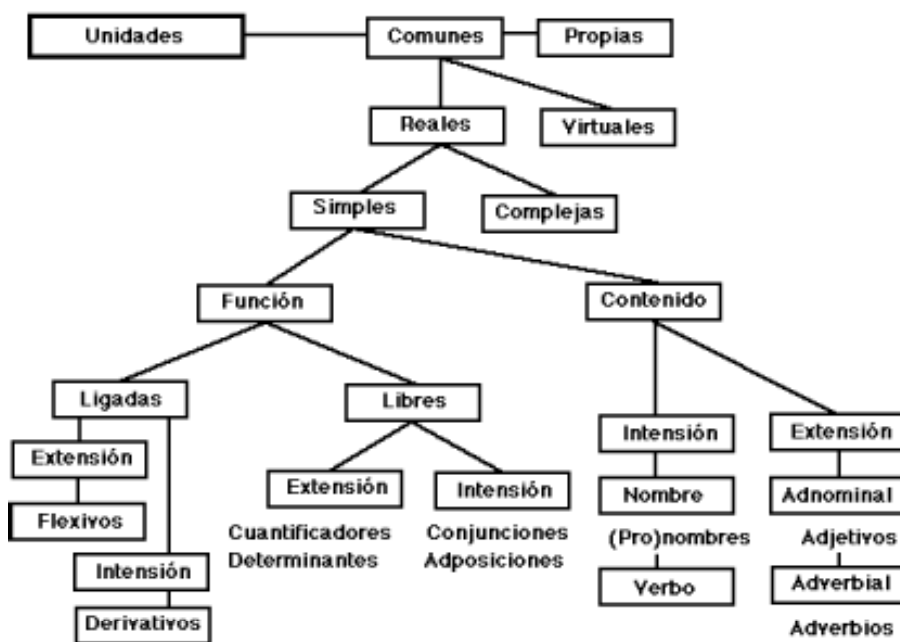 Unidades
Comunes
Propias
Reales
Virtuales
Simples
Complejas
Función
Contenido
Ligadas
Libres
Intensión
Extensión
Extensión
Extensión
Intensión
Nombre
Adnominal
Flexivos
Cuantificadores
Determinantes
Conjunciones
Adposiciones
(Pro)nombres
Adjetivos
Intensión
Verbo
Adverbial
Derivativos
Adverbios